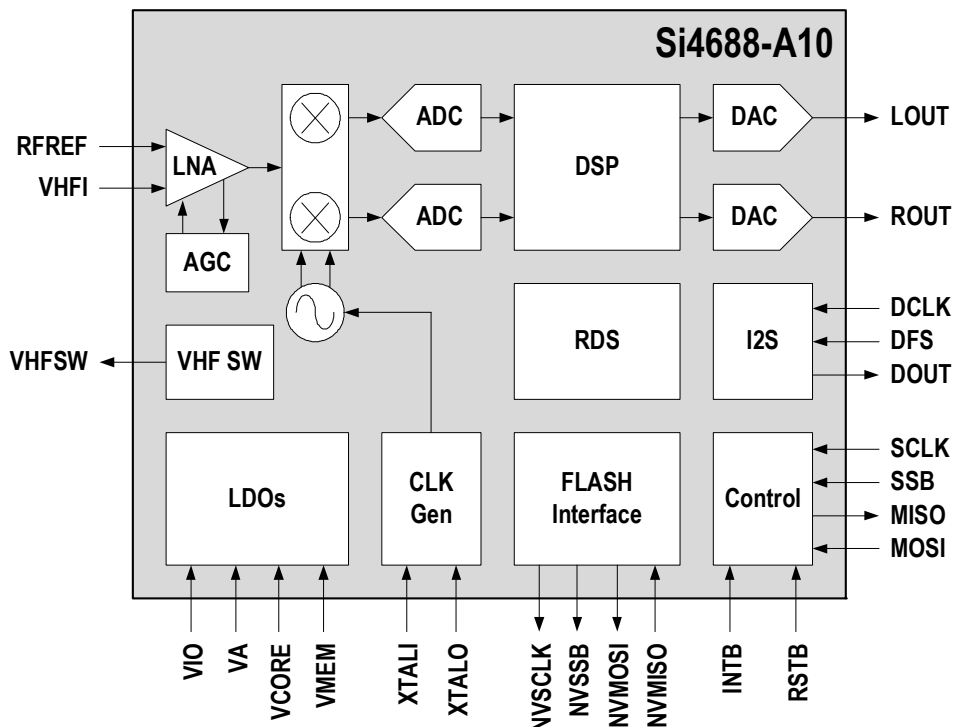 Si4688-A10
RFREF
VHFI
LNA
AGC
ADC
ADC
DSP
DAC
DAC
LOUT
ROUT
VHFSW
VHF SW
RDS
I2S
DCLK
DFS
DOUT
LDOs
CLK
Gen
FLASH
Interface
Control
SCLK
SSB
MISO
MOSI
VIO
VA
VCORE
VMEM
XTALI
XTALO
NVSCLK
NVSSB
NVMOSI
NVMISO
INTB
RSTB